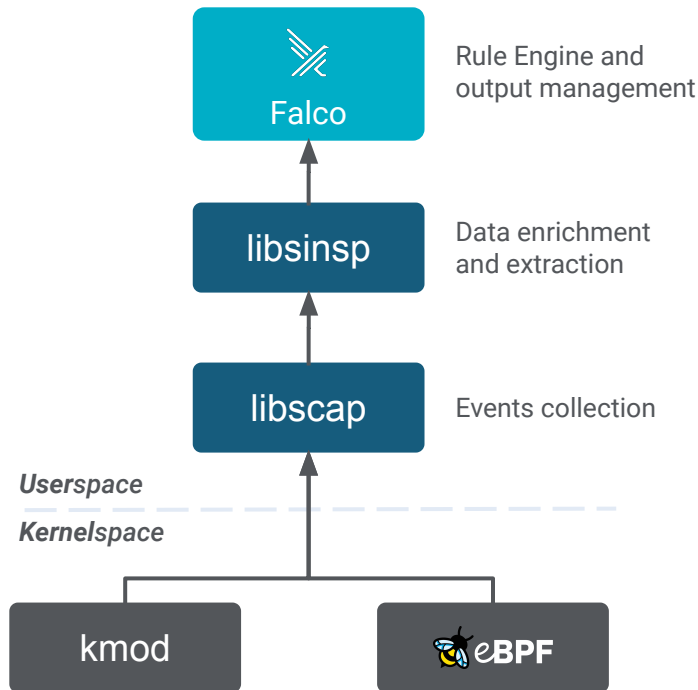 Falco
Rule Engine and
output management
libsinsp
Data enrichment
and extraction
libscap
Events collection
Userspace
Kernelspace
kmod
eBPF